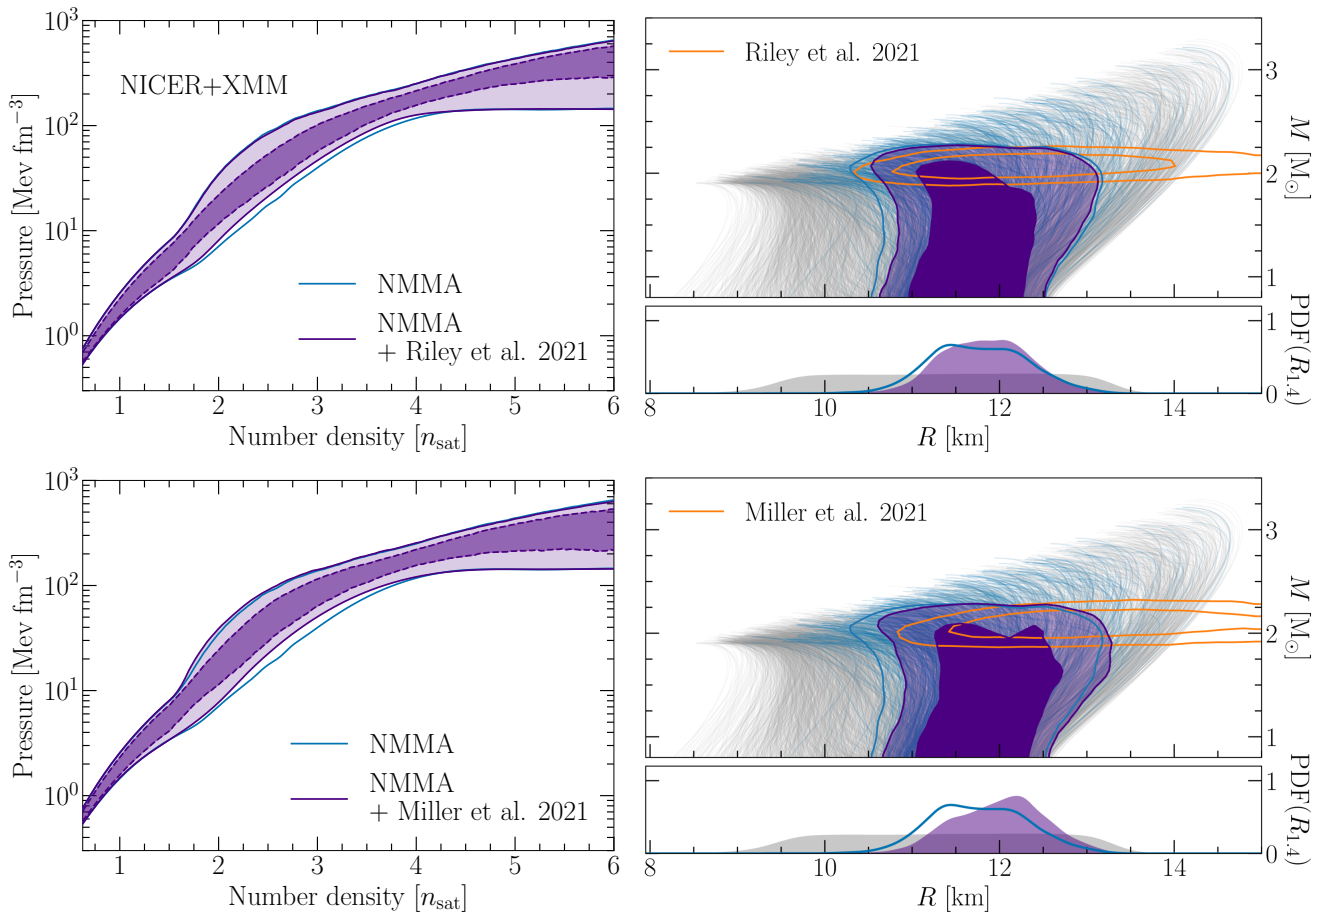 10³
10²
10¹
10⁰
Pressure [Mev fm⁻³]
NICER+XMM
NMMA
NMMA
+ Riley et al. 2021
1 2 3 4 5 6
Number density [n_sat]
Riley et al. 2021
3
2
1
M [M⊙]
1
0
PDF(R₁.₄)
8 10 12 14
R [km]
10³
10²
10¹
10⁰
Pressure [Mev fm⁻³]
NMMA
NMMA
+ Miller et al. 2021
1 2 3 4 5 6
Number density [n_sat]
Miller et al. 2021
3
2
1
M [M⊙]
1
0
PDF(R₁.₄)
8 10 12 14
R [km]